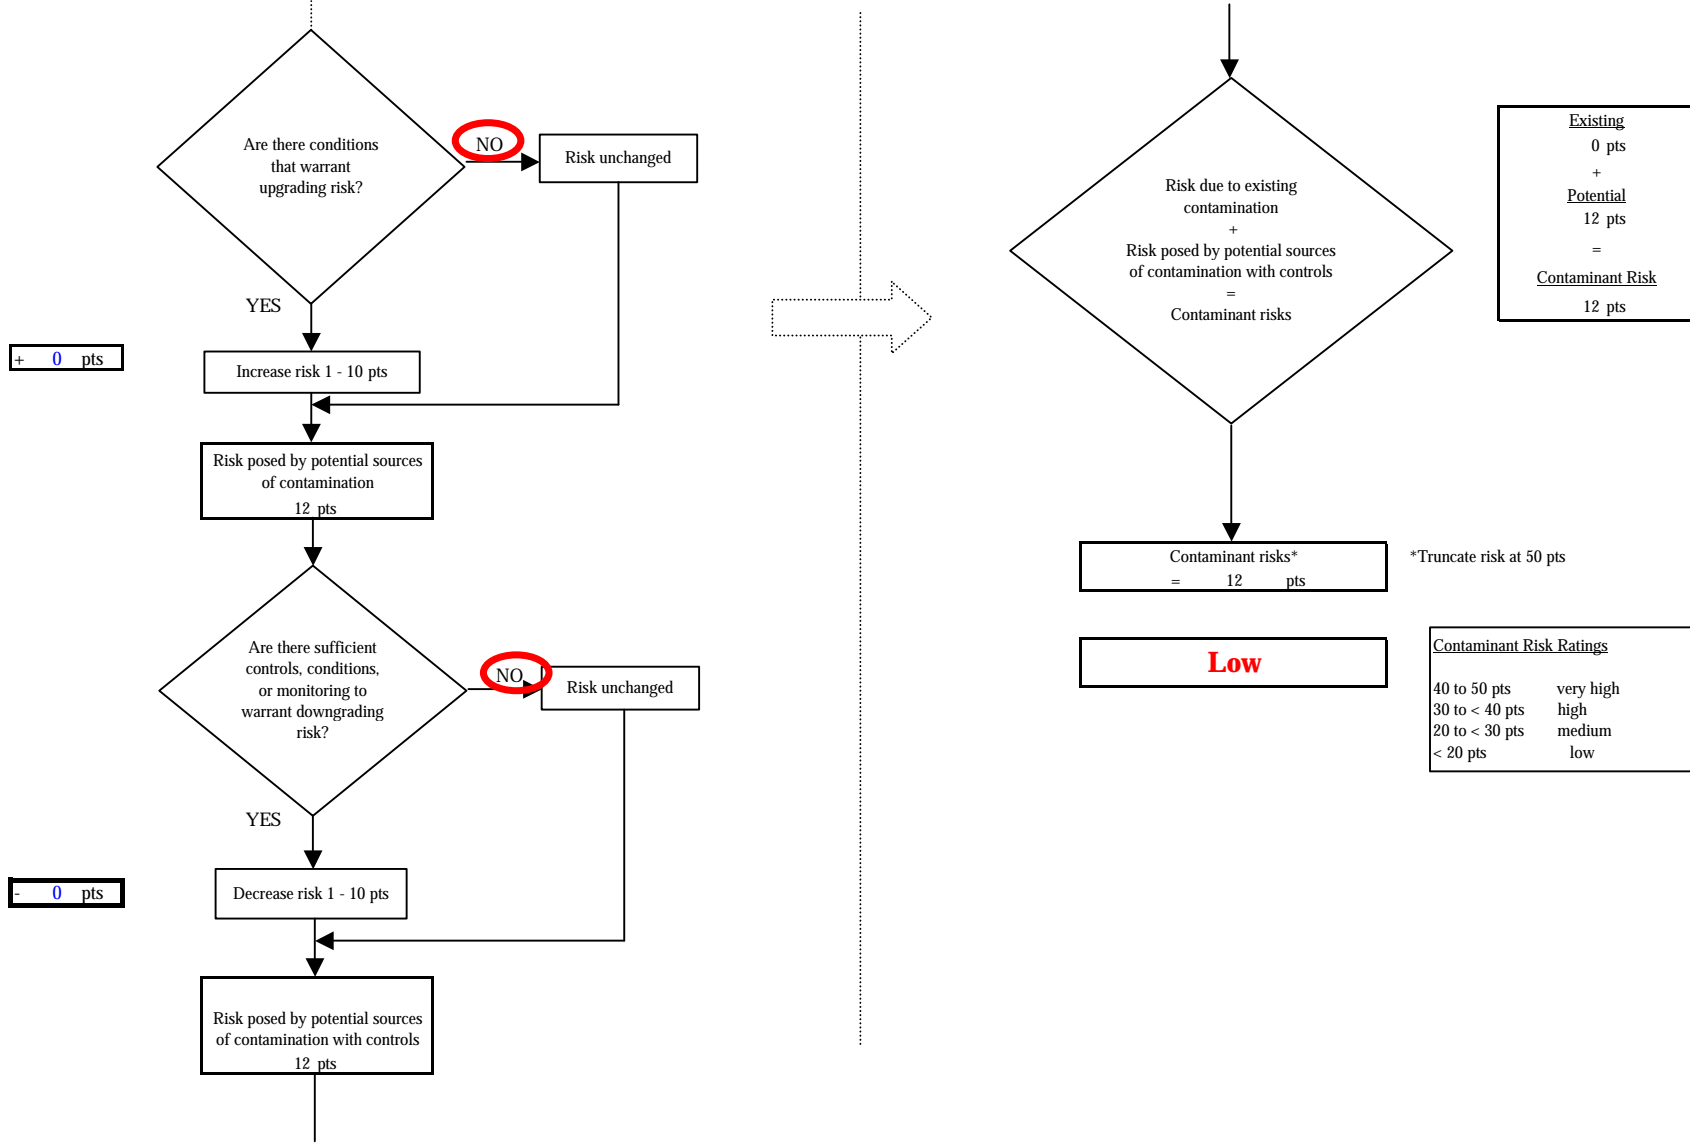 Are there conditions
that warrant
upgrading risk?
NO
Risk unchanged
YES
+ 0 pts
Increase risk 1 - 10 pts
Risk posed by potential sources
of contamination
12 pts
Are there sufficient
controls, conditions,
or monitoring to
warrant downgrading
risk?
NO
Risk unchanged
YES
- 0 pts
Decrease risk 1 - 10 pts
Risk posed by potential sources
of contamination with controls
12 pts
Risk due to existing
contamination
+
Risk posed by potential sources
of contamination with controls
=
Contaminant risks
Existing
0 pts
+
Potential
12 pts
=
Contaminant Risk
12 pts
Contaminant risks*
= 12 pts
*Truncate risk at 50 pts
Low
Contaminant Risk Ratings
40 to 50 pts very high
30 to < 40 pts high
20 to < 30 pts medium
< 20 pts low